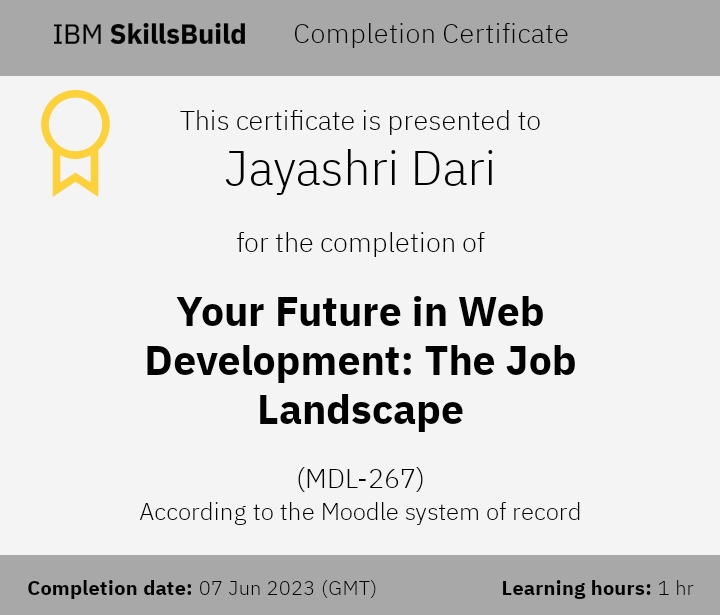 IBM SkillsBuild Completion Certificate
This certificate is presented to
Jayashri Dari
for the completion of
Your Future in Web
Development: The Job
Landscape
(MDL-267)
According to the Moodle system of record
Completion date: 07 Jun 2023 (GMT) Learning hours: 1 hr